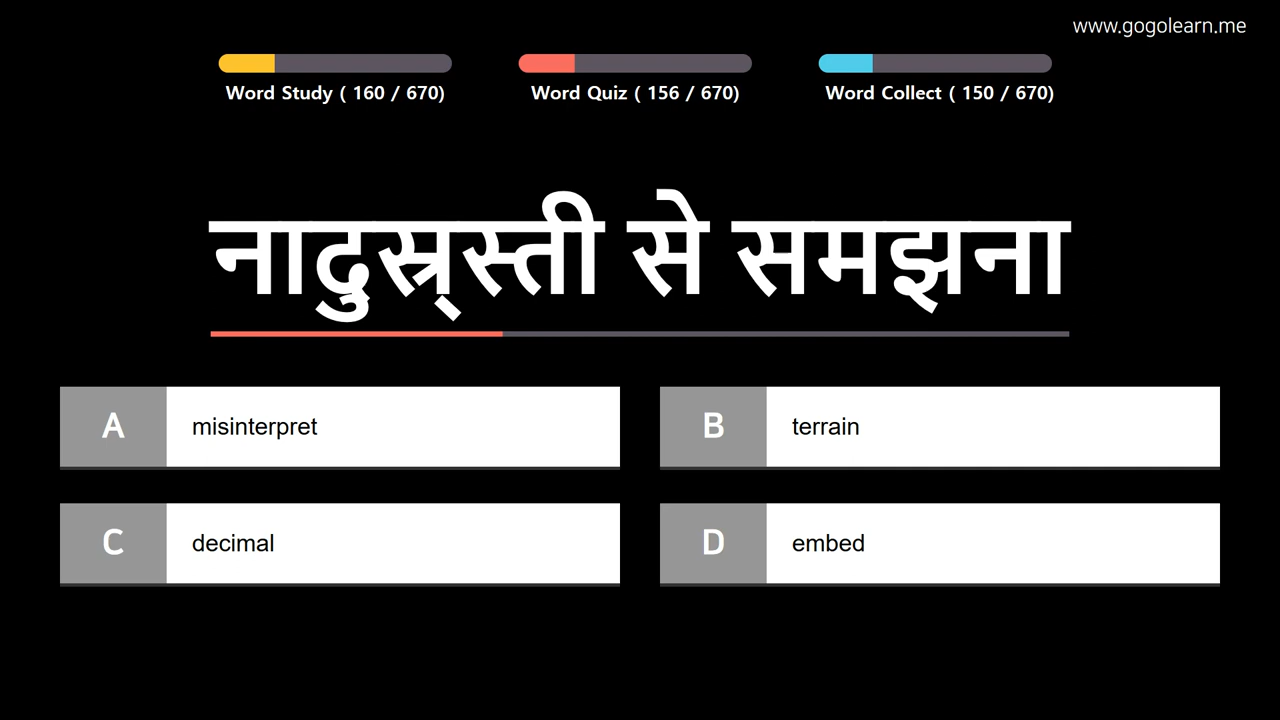 www.gogolearn.me
Word Study ( 160 / 670)
Word Quiz ( 156 / 670)
Word Collect ( 150 / 670)
नादुस्र्स्ती से समझना
A misinterpret
B terrain
C decimal
D embed